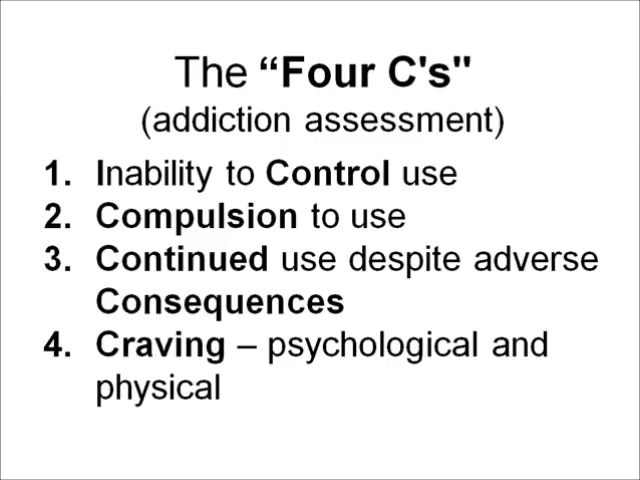 The “Four C's"
(addiction assessment)
1. Inability to Control use
2. Compulsion to use
3. Continued use despite adverse
Consequences
4. Craving – psychological and
physical